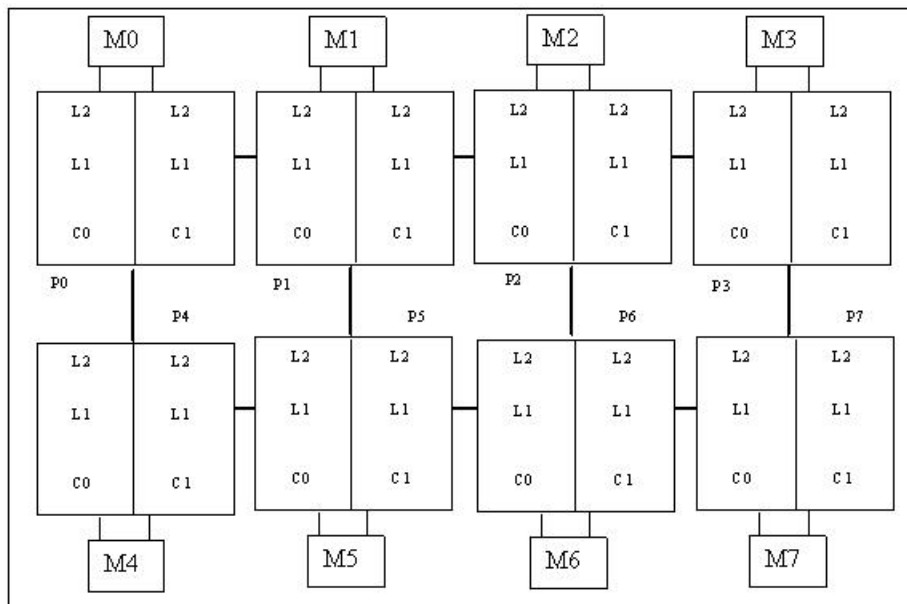 M0 M1 M2 M3
L2 L2 L2 L2 L2 L2 L2 L2
L1 L1 L1 L1 L1 L1 L1 L1
C0 C1 C0 C1 C0 C1 C0 C1
P0 P1 P2 P3
P4 P5 P6 P7
L2 L2 L2 L2 L2 L2 L2 L2
L1 L1 L1 L1 L1 L1 L1 L1
C0 C1 C0 C1 C0 C1 C0 C1
M4 M5 M6 M7